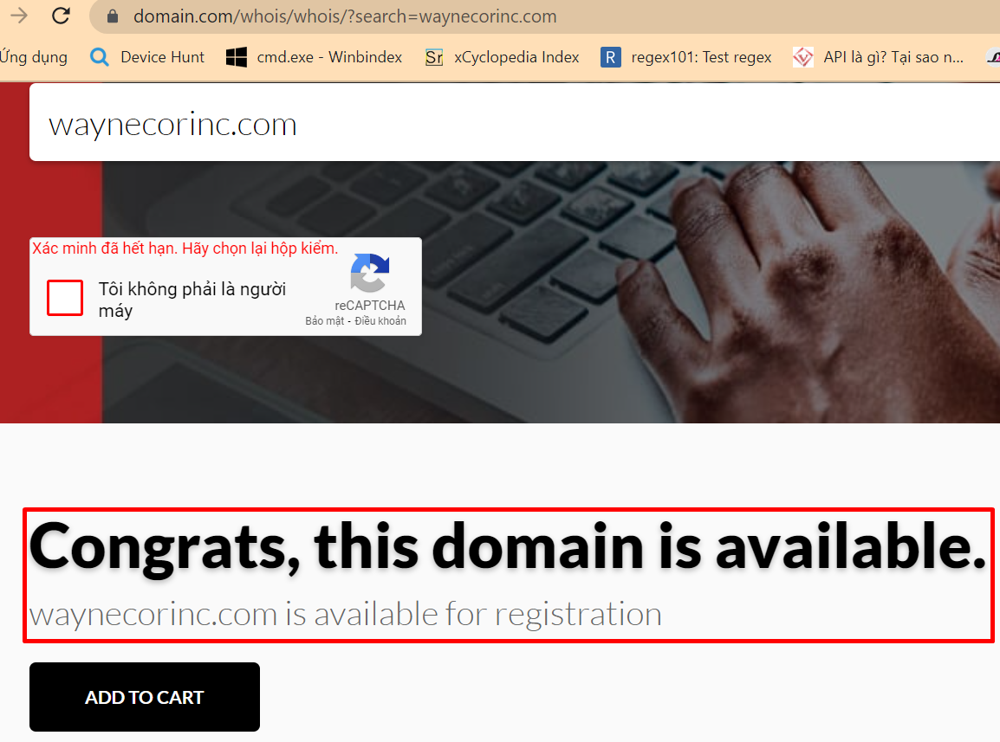 domain.com/whois/whois/?search=waynecorinc.com
Ứng dụng Device Hunt cmd.exe - Winbindex Sr xCyclopedia Index R regex101: Test regex API là gì? Tại sao n...
waynecorinc.com
Xác minh đã hết hạn. Hãy chọn lại hộp kiểm.
Tôi không phải là người
máy
reCAPTCHA
Bảo mật - Điều khoản
Congrats, this domain is available.
waynecorinc.com is available for registration
ADD TO CART